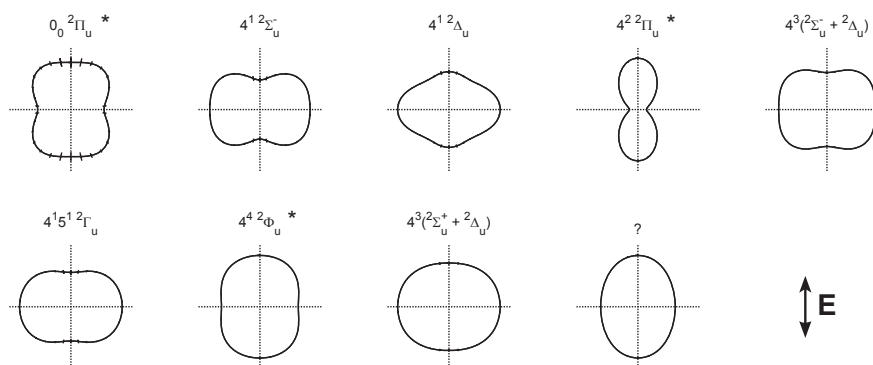 0₀ ²Πᵤ *
4¹ ²Σᵤ⁻
4¹ ²Δᵤ
4² ²Πᵤ *
4³(²Σᵤ⁻ + ²Δᵤ)
4¹5¹ ²Γᵤ
4⁴ ²Φᵤ *
4³(²Σᵤ⁺ + ²Δᵤ)
?
E